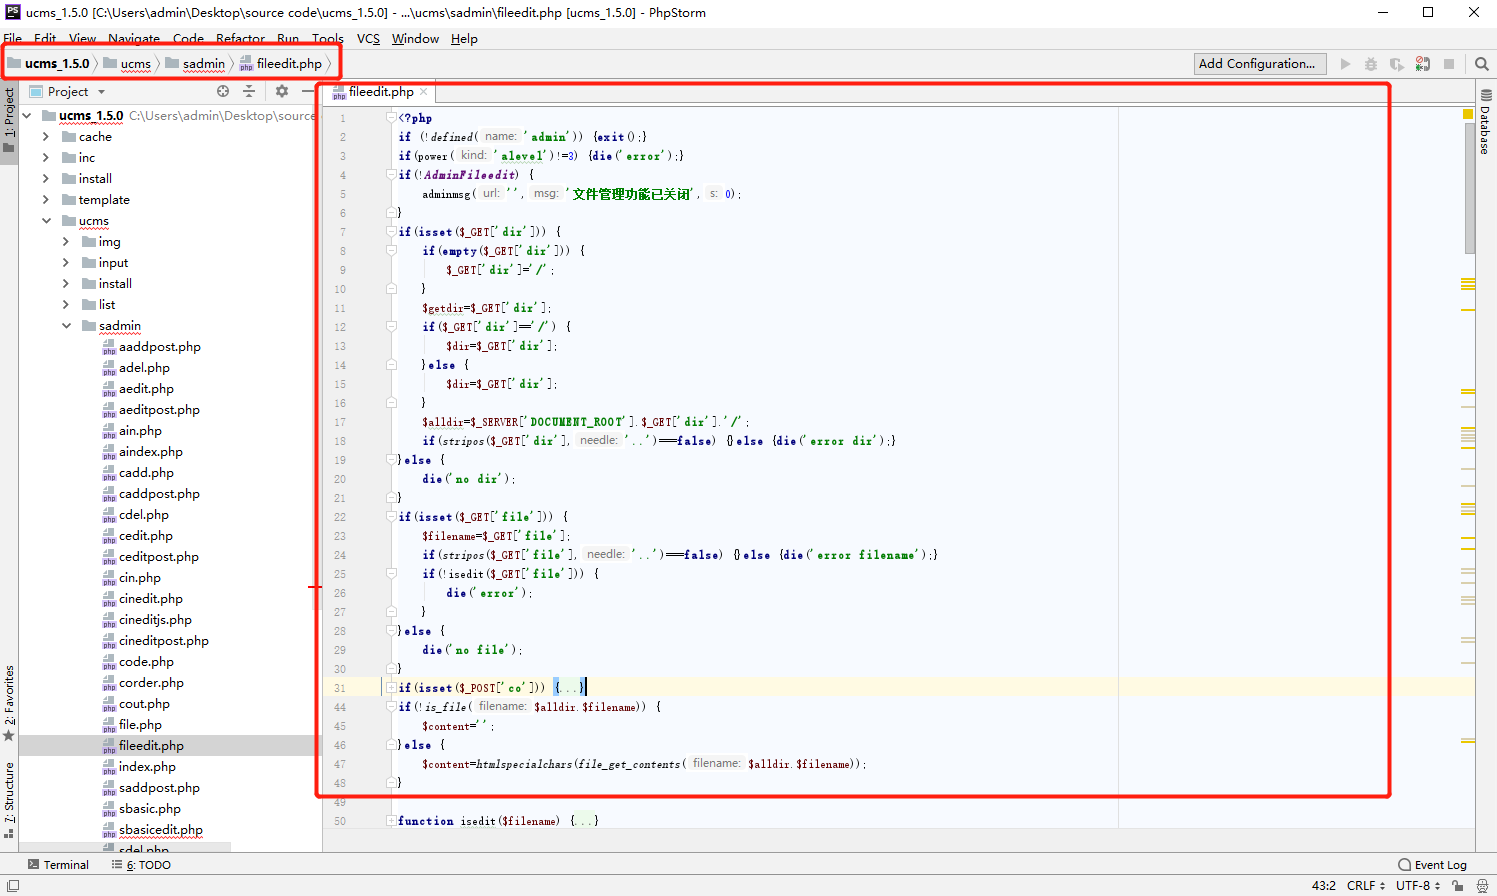 ucms_1.5.0 [C:\Users\admin\Desktop\source code\ucms_1.5.0] - ...\ucms\sadmin\fileedit.php [ucms_1.5.0] - PhpStorm
File Edit View Navigate Code Refactor Run Tools VCS Window Help
ucms_1.5.0 ucms sadmin fileedit.php
Add Configuration...
Project
fileedit.php
1: Project
2: Favorites
7: Structure
Database
ucms_1.5.0 C:\Users\admin\Desktop\source
cache
inc
install
template
ucms
img
input
install
list
sadmin
aaddpost.php
adel.php
aedit.php
aeditpost.php
ain.php
aindex.php
cadd.php
caddpost.php
cdel.php
cedit.php
ceditpost.php
cin.php
cinedit.php
cineditjs.php
cineditpost.php
code.php
corder.php
cout.php
file.php
fileedit.php
index.php
saddpost.php
sbasic.php
sbasicedit.php
sdel.php
1 <?php
2 if (!defined( name: 'admin')) {exit();}
3 if(power( kind: 'alevel')!=3) {die('error');}
4 if(!AdminFileedit) {
5 adminmsg( url: '', msg: '文件管理功能已关闭', s: 0);
6 }
7 if(isset($_GET['dir'])) {
8 if(empty($_GET['dir'])) {
9 $_GET['dir']='/';
10 }
11 $getdir=$_GET['dir'];
12 if($_GET['dir']=='/') {
13 $dir=$_GET['dir'];
14 }else {
15 $dir=$_GET['dir'];
16 }
17 $alldir=$_SERVER['DOCUMENT_ROOT'].$_GET['dir'].'/';
18 if(stripos($_GET['dir'], needle: '..')===false) {}else {die('error dir');}
19 }else {
20 die('no dir');
21 }
22 if(isset($_GET['file'])) {
23 $filename=$_GET['file'];
24 if(stripos($_GET['file'], needle: '..')===false) {}else {die('error filename');}
25 if(!isedit($_GET['file'])) {
26 die('error');
27 }
28 }else {
29 die('no file');
30 }
31 if(isset($_POST['co'])) {...}
44 if(!is_file( filename: $alldir.$filename)) {
45 $content='';
46 }else {
47 $content=htmlspecialchars(file_get_contents( filename: $alldir.$filename));
48 }
49
50 function isedit($filename) {...}
Terminal 6: TODO Event Log
43:2 CRLF UTF-8